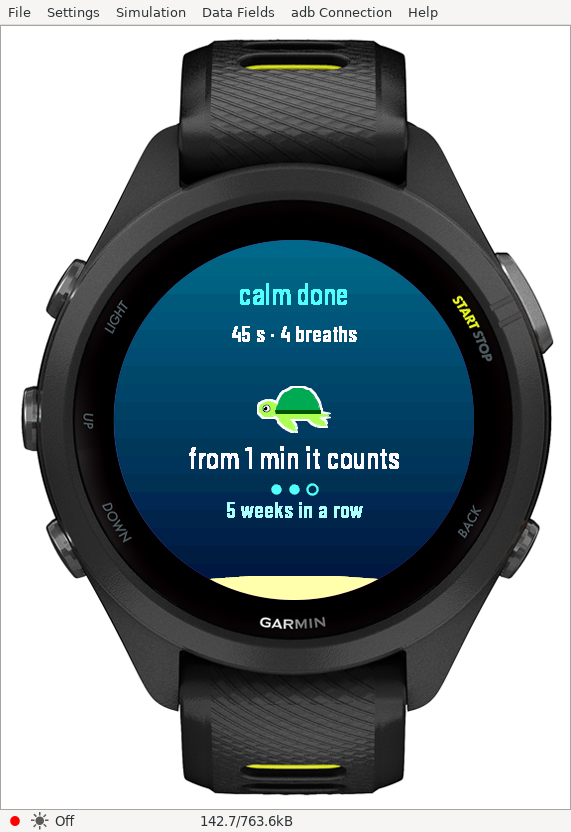 File Settings Simulation Data Fields adb Connection Help
calm done
45 s · 4 breaths
from 1 min it counts
5 weeks in a row
LIGHT
UP
DOWN
START STOP
BACK
GARMIN
Off 142.7/763.6kB